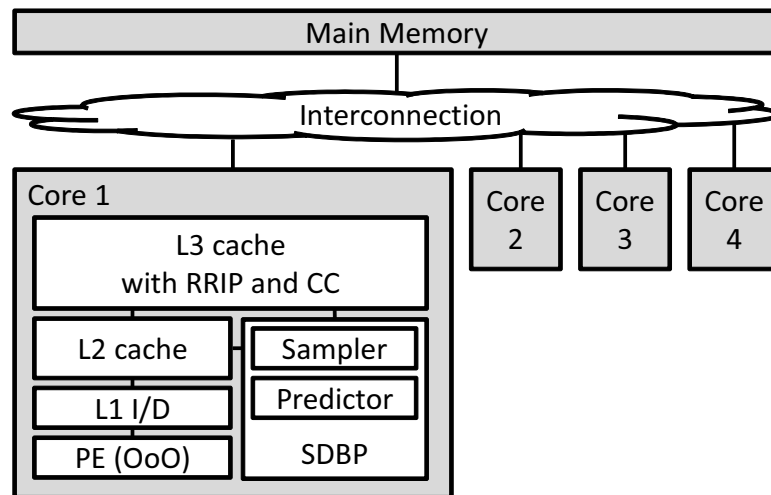 Main Memory
Interconnection
Core 1
L3 cache
with RRIP and CC
L2 cache
L1 I/D
PE (OoO)
Sampler
Predictor
SDBP
Core
2
Core
3
Core
4